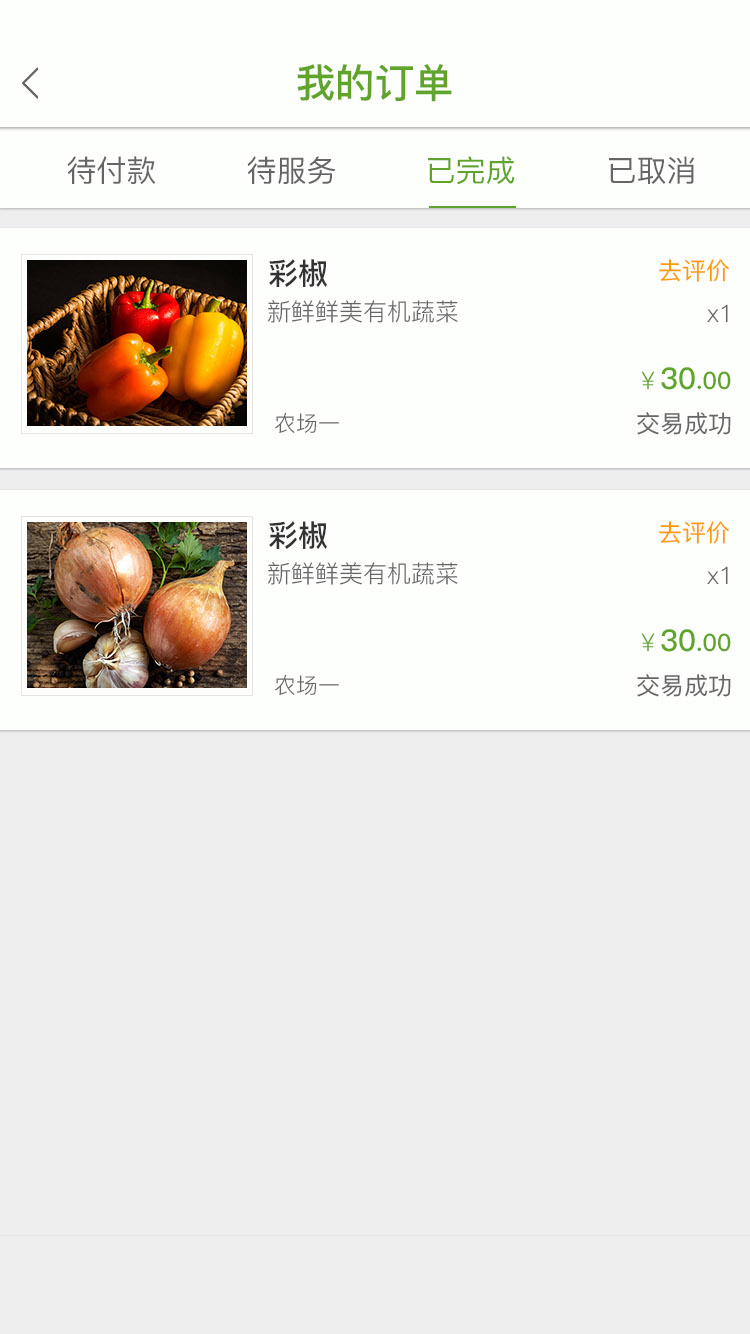 我的订单
待付款 待服务 已完成 已取消
彩椒 去评价
新鲜鲜美有机蔬菜 x1
¥30.00
农场一 交易成功
彩椒 去评价
新鲜鲜美有机蔬菜 x1
¥30.00
农场一 交易成功